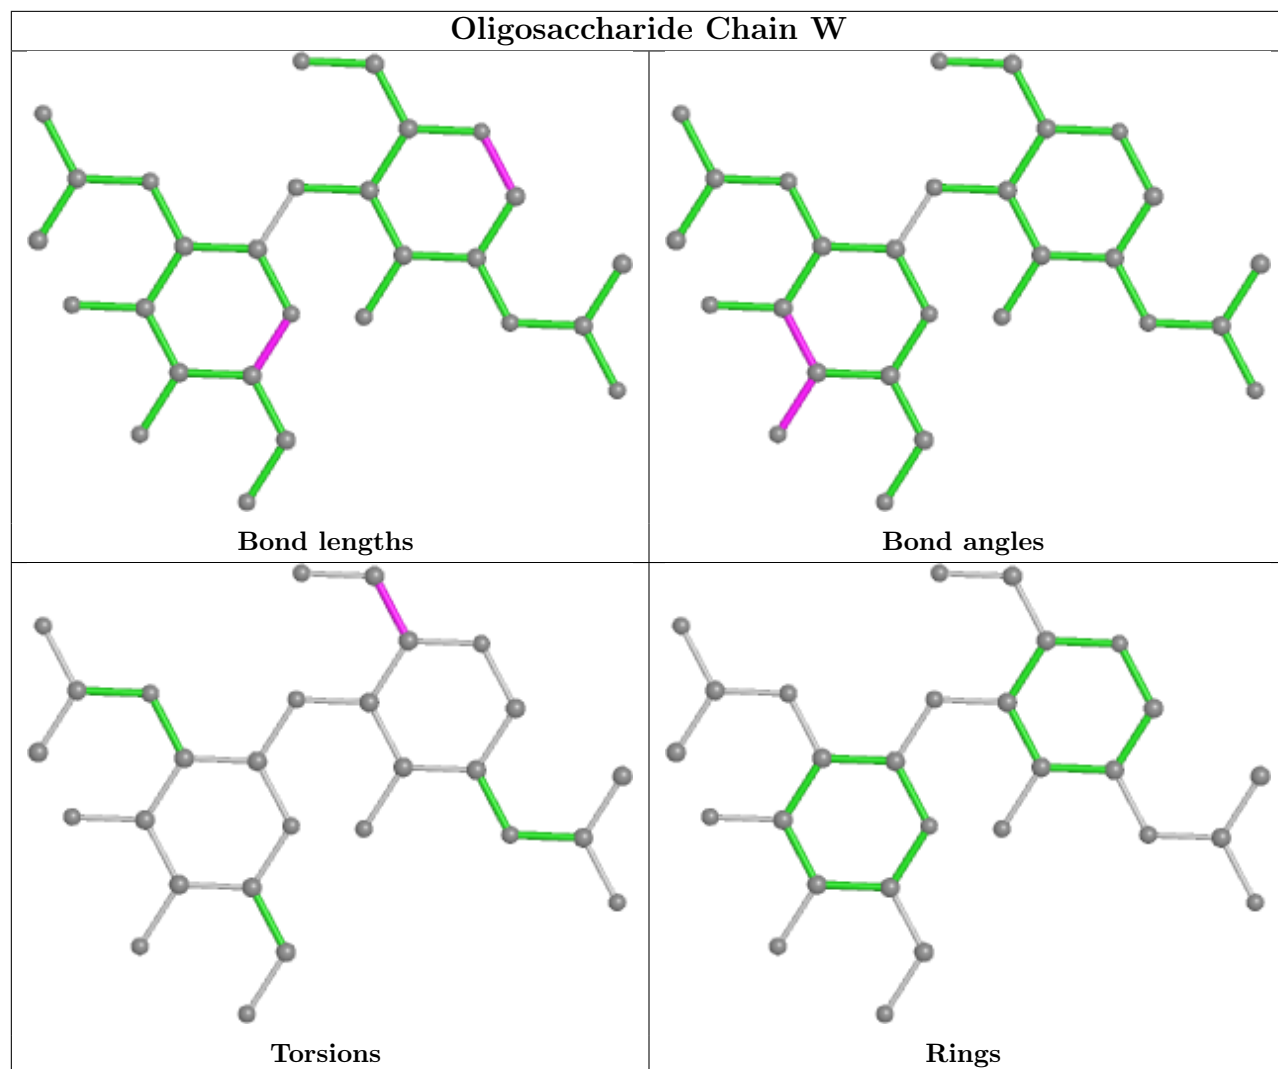 Oligosaccharide Chain W
Bond lengths
Bond angles
Torsions
Rings